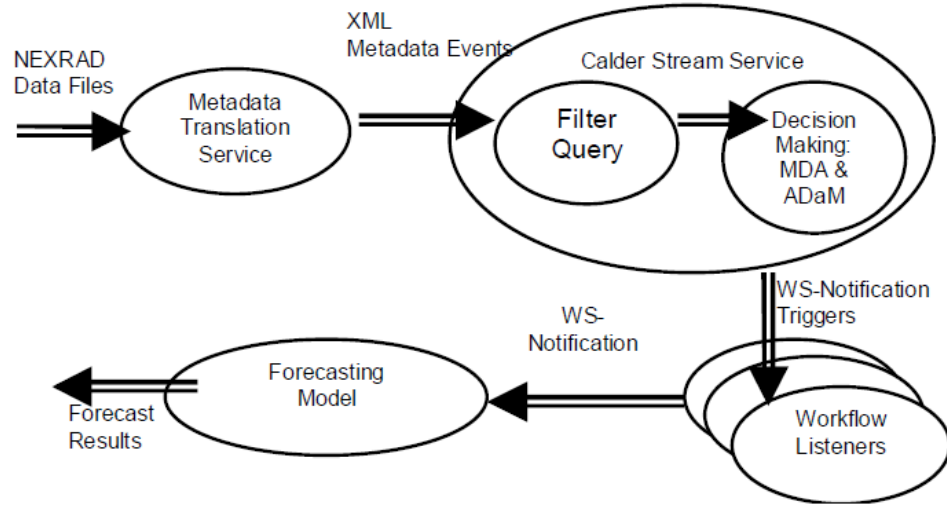 NEXRAD
Data Files
Metadata
Translation
Service
XML
Metadata Events
Calder Stream Service
Filter
Query
Decision
Making:
MDA &
ADaM
WS-Notification
Triggers
Workflow
Listeners
WS-
Notification
Forecasting
Model
Forecast
Results